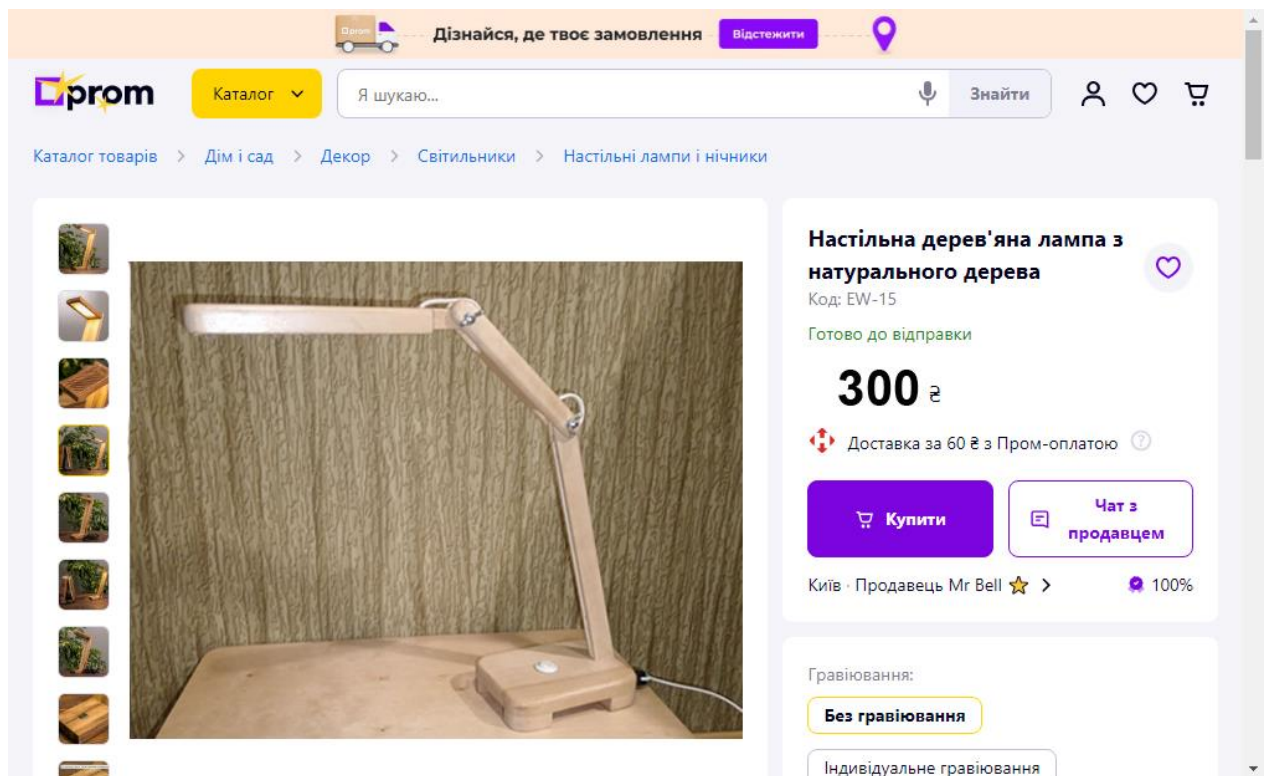 Дізнайся, де твоє замовлення
Відстежити
prom
Каталог
Я шукаю...
Знайти
Каталог товарів > Дім і сад > Декор > Світильники > Настільні лампи і нічники
Настільна дерев'яна лампа з
натурального дерева
Код: EW-15
Готово до відправки
300 ₴
Доставка за 60 ₴ з Пром-оплатою ?
Купити
Чат з
продавцем
Київ · Продавець Mr Bell
100%
Гравіювання:
Без гравіювання
Індивідуальне гравіювання